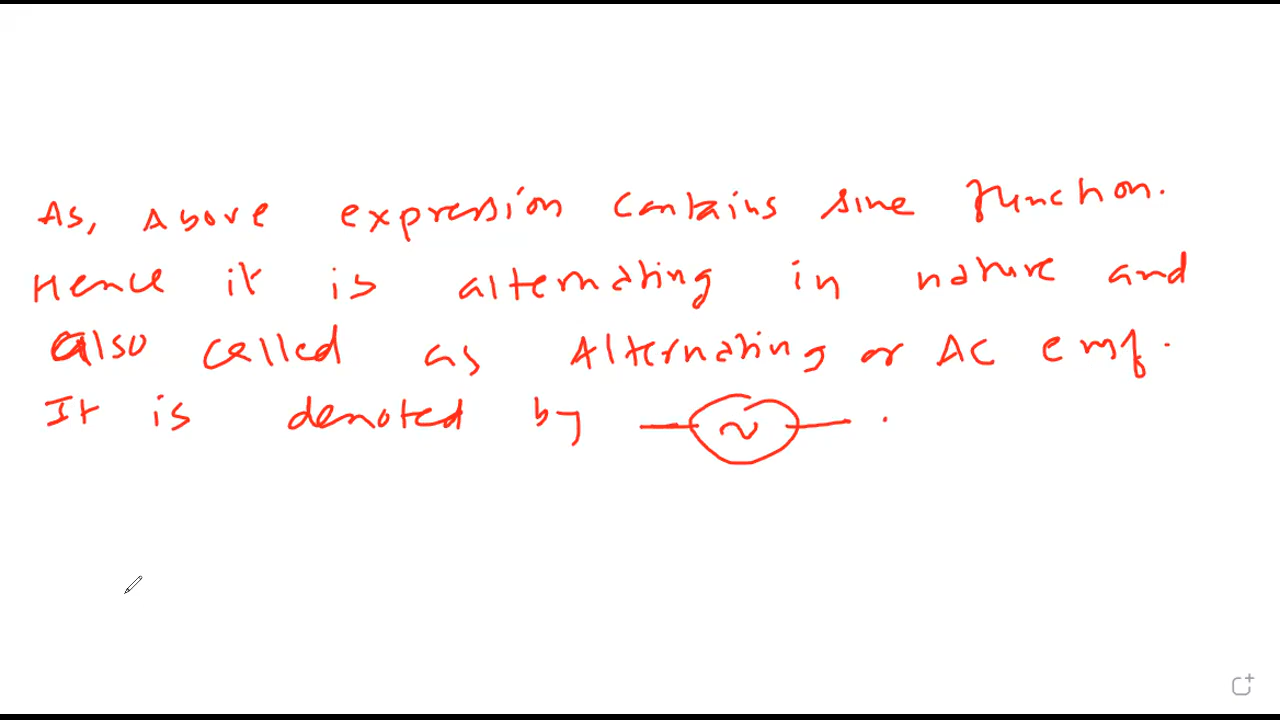 As, Above expression contains sine function.
Hence it is alternating in nature and
also called as Alternating or AC emf.
It is denoted by ~ .